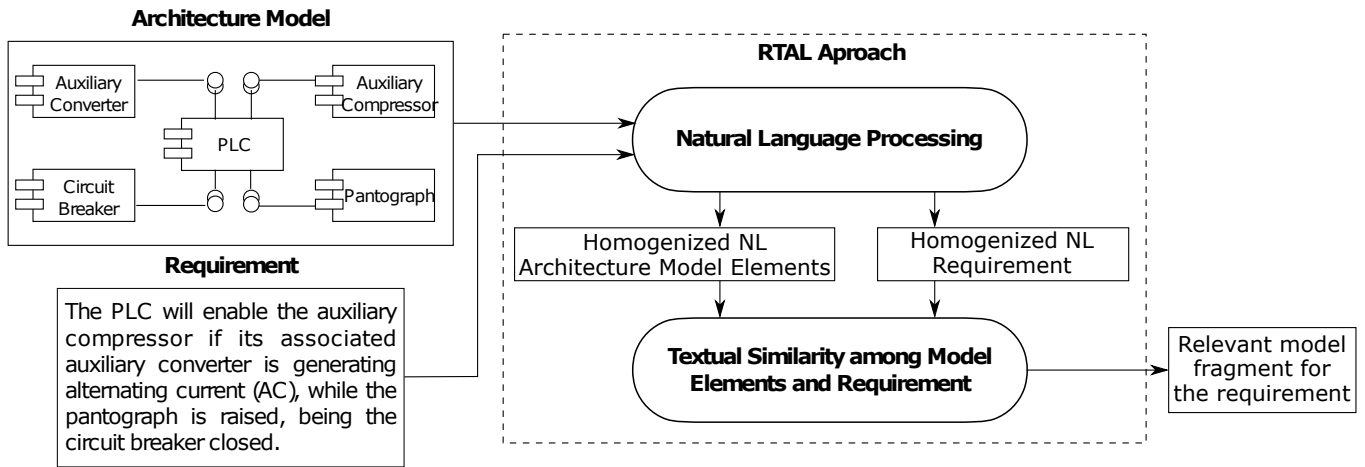 Architecture Model
Auxiliary
Converter
Auxiliary
Compressor
PLC
Circuit
Breaker
Pantograph
Requirement
The PLC will enable the auxiliary
compressor if its associated
auxiliary converter is generating
alternating current (AC), while the
pantograph is raised, being the
circuit breaker closed.
RTAL Aproach
Natural Language Processing
Homogenized NL
Architecture Model Elements
Homogenized NL
Requirement
Textual Similarity among Model
Elements and Requirement
Relevant model
fragment for
the requirement